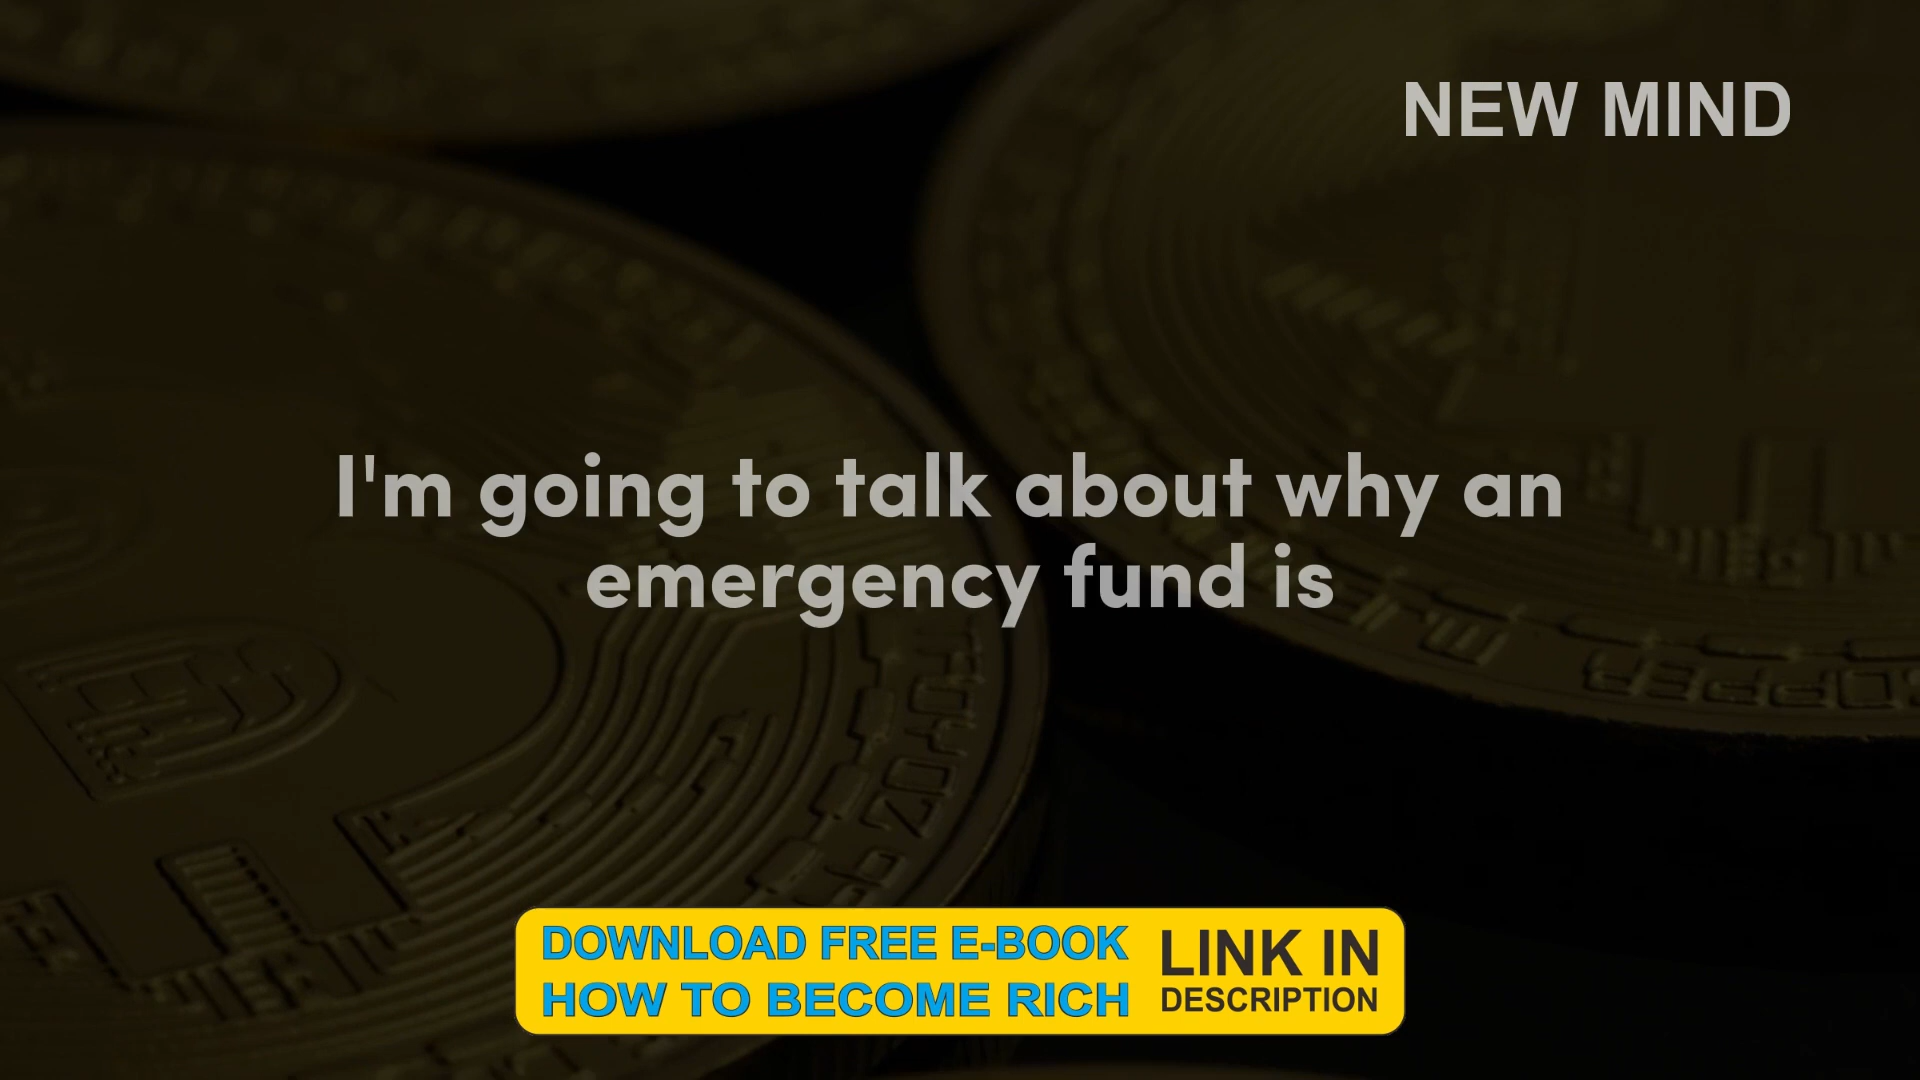 NEW MIND
I'm going to talk about why an
emergency fund is
DOWNLOAD FREE E-BOOK
HOW TO BECOME RICH
LINK IN
DESCRIPTION